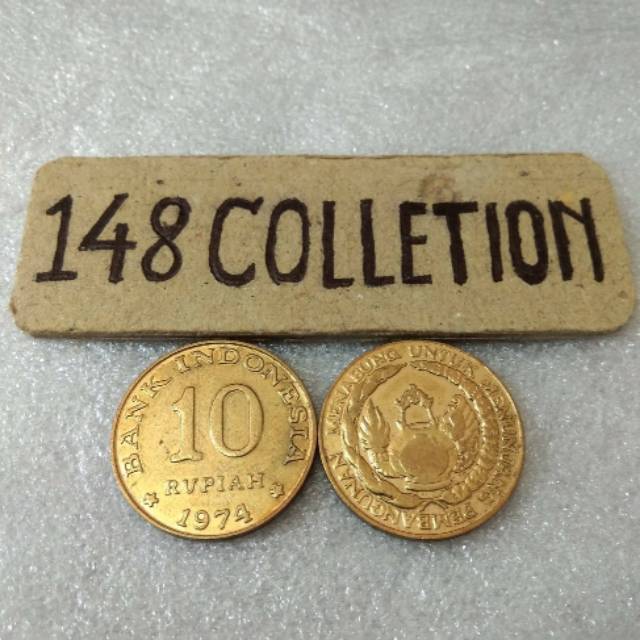 148 COLLETION
BANK INDONESIA
10
RUPIAH
1974
MENABUNG UNTUK MENUNJANG PEMBANGUNAN